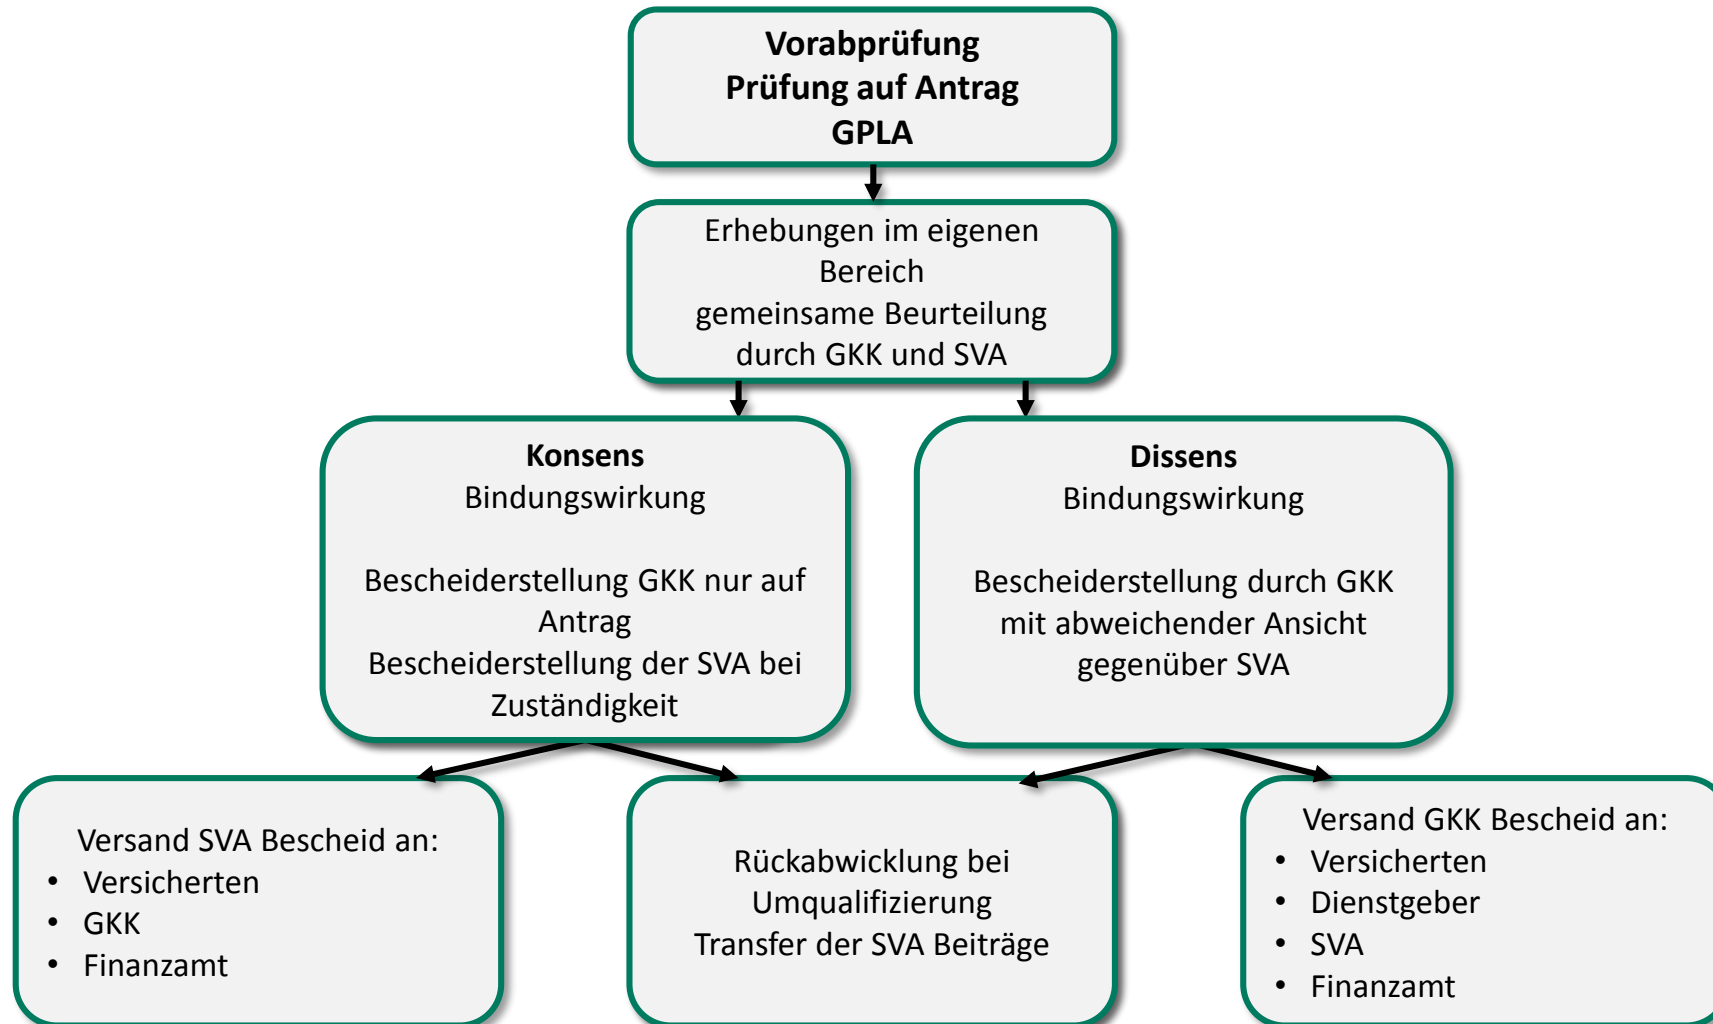 Vorabprüfung
Prüfung auf Antrag
GPLA
Erhebungen im eigenen
Bereich
gemeinsame Beurteilung
durch GKK und SVA
Konsens
Bindungswirkung
Bescheiderstellung GKK nur auf
Antrag
Bescheiderstellung der SVA bei
Zuständigkeit
Dissens
Bindungswirkung
Bescheiderstellung durch GKK
mit abweichender Ansicht
gegenüber SVA
Versand SVA Bescheid an:
• Versicherten
• GKK
• Finanzamt
Rückabwicklung bei
Umqualifizierung
Transfer der SVA Beiträge
Versand GKK Bescheid an:
• Versicherten
• Dienstgeber
• SVA
• Finanzamt